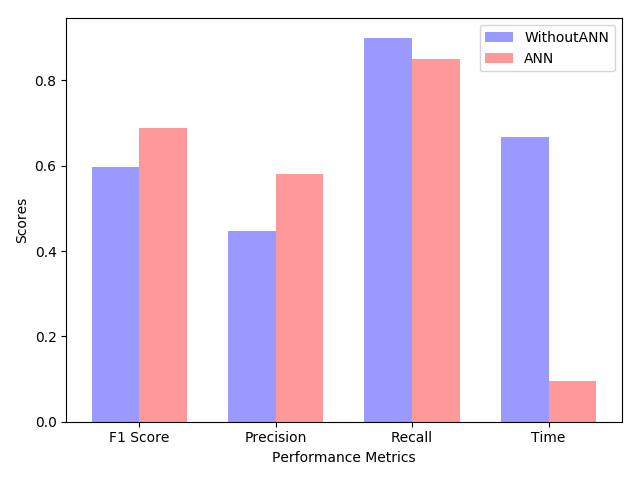 WithoutANN
ANN
Scores
0.8
0.6
0.4
0.2
0.0
F1 Score Precision Recall Time
Performance Metrics